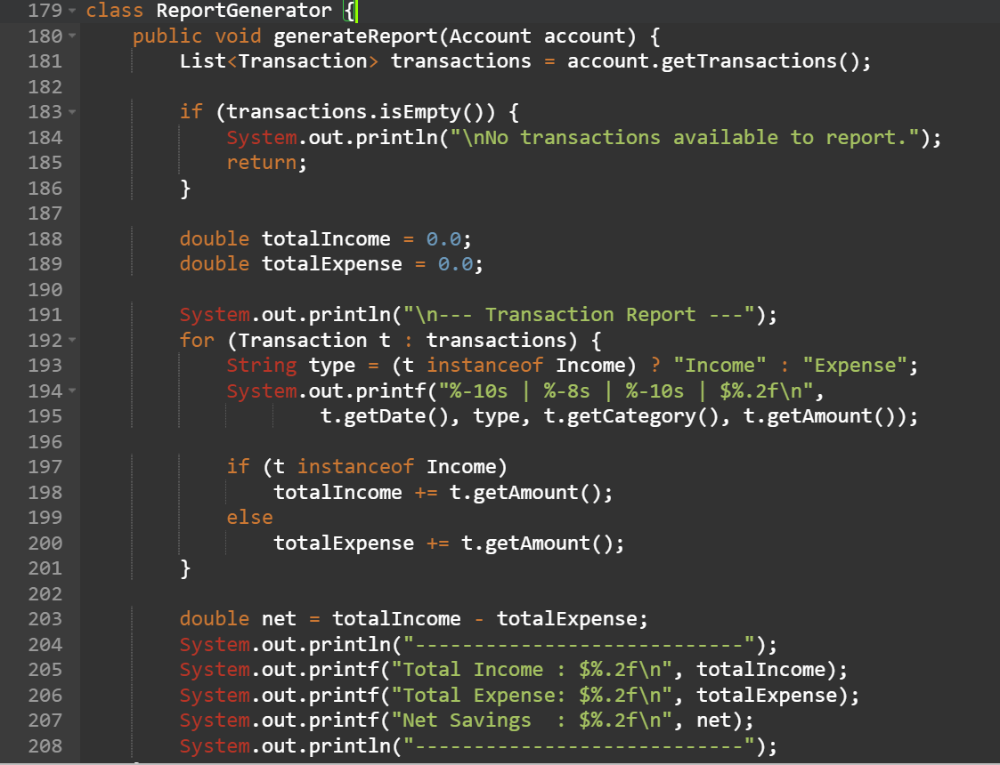 179 class ReportGenerator {
180     public void generateReport(Account account) {
181         List<Transaction> transactions = account.getTransactions();
182
183         if (transactions.isEmpty()) {
184             System.out.println("\nNo transactions available to report.");
185             return;
186         }
187
188         double totalIncome = 0.0;
189         double totalExpense = 0.0;
190
191         System.out.println("\n--- Transaction Report ---");
192         for (Transaction t : transactions) {
193             String type = (t instanceof Income) ? "Income" : "Expense";
194             System.out.printf("%-10s | %-8s | %-10s | $%.2f\n",
195                     t.getDate(), type, t.getCategory(), t.getAmount());
196
197             if (t instanceof Income)
198                 totalIncome += t.getAmount();
199             else
200                 totalExpense += t.getAmount();
201         }
202
203         double net = totalIncome - totalExpense;
204         System.out.println("----------------------------");
205         System.out.printf("Total Income : $%.2f\n", totalIncome);
206         System.out.printf("Total Expense: $%.2f\n", totalExpense);
207         System.out.printf("Net Savings  : $%.2f\n", net);
208         System.out.println("----------------------------");